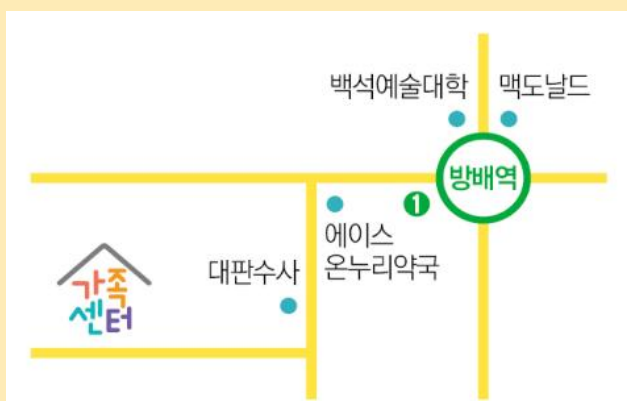 백석예술대학
맥도날드
방배역
1
에이스
온누리약국
대판수사
가족
센터